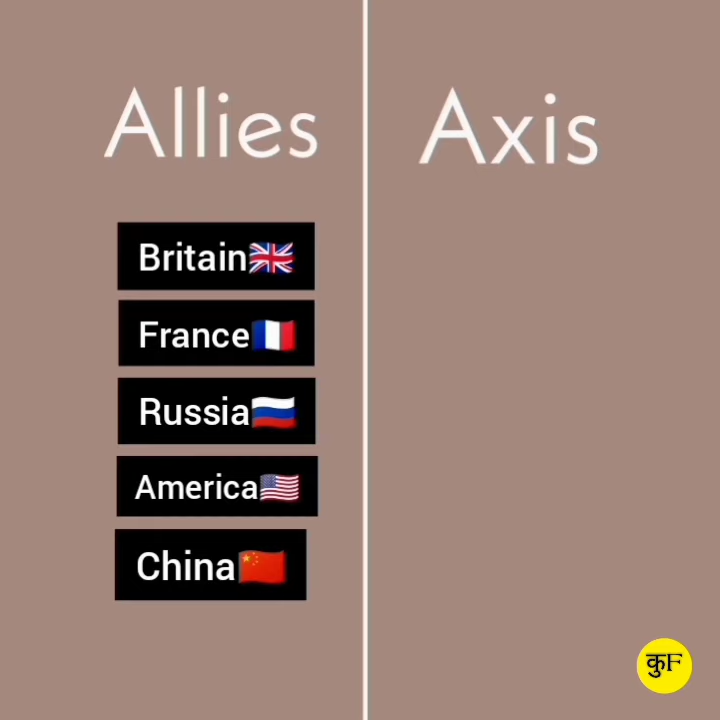 Allies
Axis
Britain🇬🇧
France🇫🇷
Russia🇷🇺
America🇺🇸
China🇨🇳
कुF